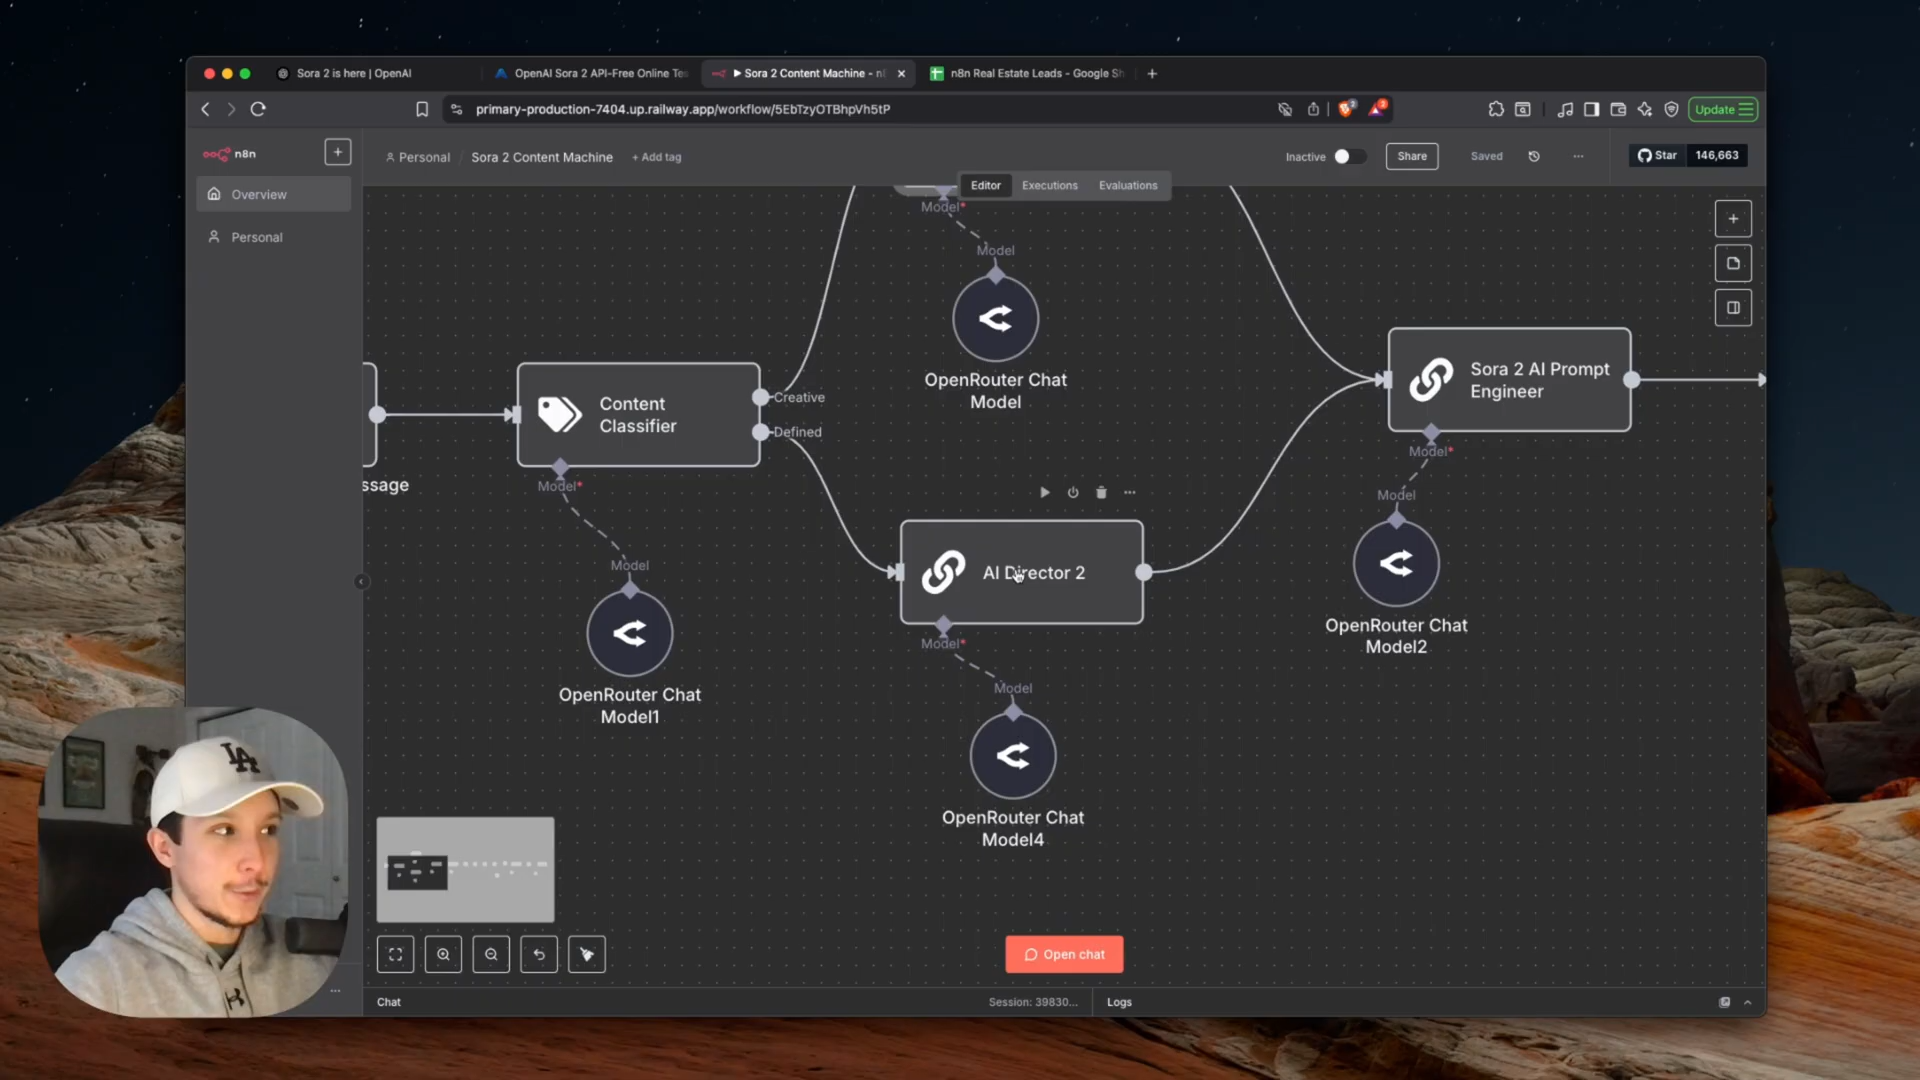 Sora 2 is here | OpenAI
OpenAI Sora 2 API-Free Online Tes
Sora 2 Content Machine - n
n8n Real Estate Leads - Google Sh
primary-production-7404.up.railway.app/workflow/5EbTzyOTBhpVh5tP
Update
n8n
Personal
Sora 2 Content Machine
+ Add tag
Inactive
Share
Saved
Star
146,663
Overview
Personal
Editor
Executions
Evaluations
Model*
Model
OpenRouter Chat
Model
Content
Classifier
Creative
Defined
Model*
Model
OpenRouter Chat
Model1
ssage
AI Director 2
Model*
Model
OpenRouter Chat
Model4
Sora 2 AI Prompt
Engineer
Model*
Model
OpenRouter Chat
Model2
LA
Open chat
Chat
Session: 39830...
Logs